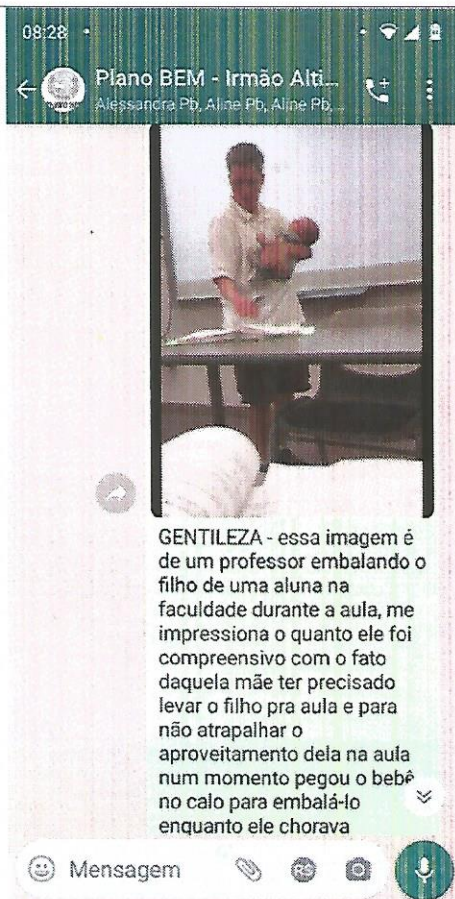 08:28
Plano BEM - Irmão Alti...
Alessandra Pb, Aline Pb, Aline Pb, ...
GENTILEZA - essa imagem é
de um professor embalando o
filho de uma aluna na
faculdade durante a aula, me
impressiona o quanto ele foi
compreensivo com o fato
daquela mãe ter precisado
levar o filho pra aula e para
não atrapalhar o
aproveitamento dela na aula
num momento pegou o bebê
no calo para embalá-lo
enquanto ele chorava
Mensagem